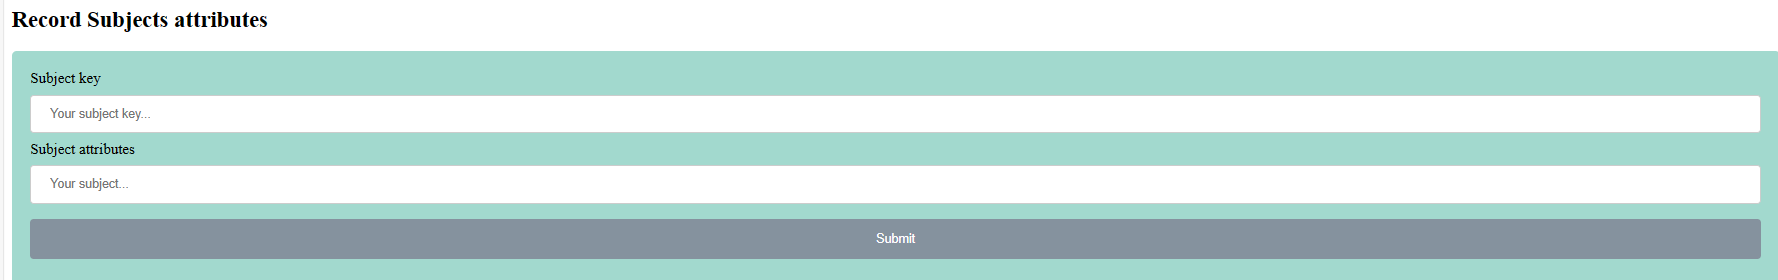 Record Subjects attributes
Subject key
Your subject key...
Subject attributes
Your subject...
Submit